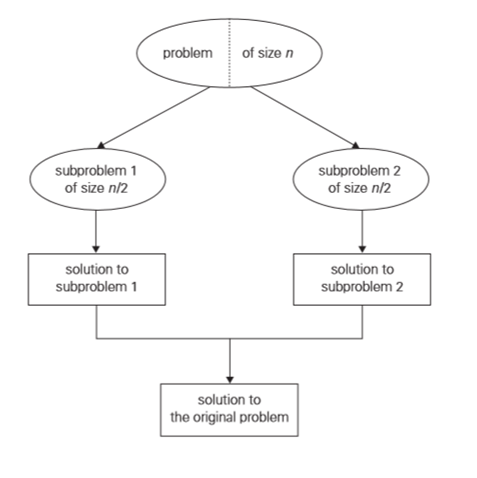 problem of size n
subproblem 1
of size n/2
subproblem 2
of size n/2
solution to
subproblem 1
solution to
subproblem 2
solution to
the original problem